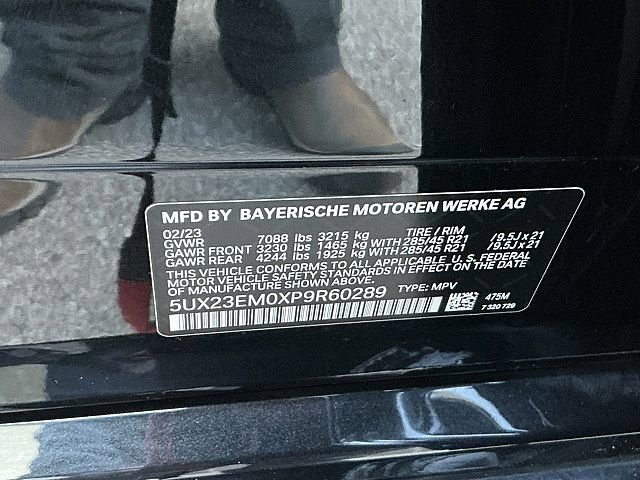 MFD BY BAYERISCHE MOTOREN WERKE AG
02/23 TIRE / RIM
GVWR 7088 lbs 3215 kg
GAWR FRONT 3230 lbs 1465 kg WITH 285/45 R21 /9.5J x 21
GAWR REAR 4244 lbs 1925 kg WITH 285/45 R21 /9.5J x 21
THIS VEHICLE CONFORMS TO ALL APPLICABLE U. S. FEDERAL
MOTOR VEHICLE SAFETY STANDARDS IN EFFECT ON THE DATE
OF MANUFACTURE SHOWN ABOVE.
5UX23EM0XP9R60289 TYPE: MPV
475M
7 320 729